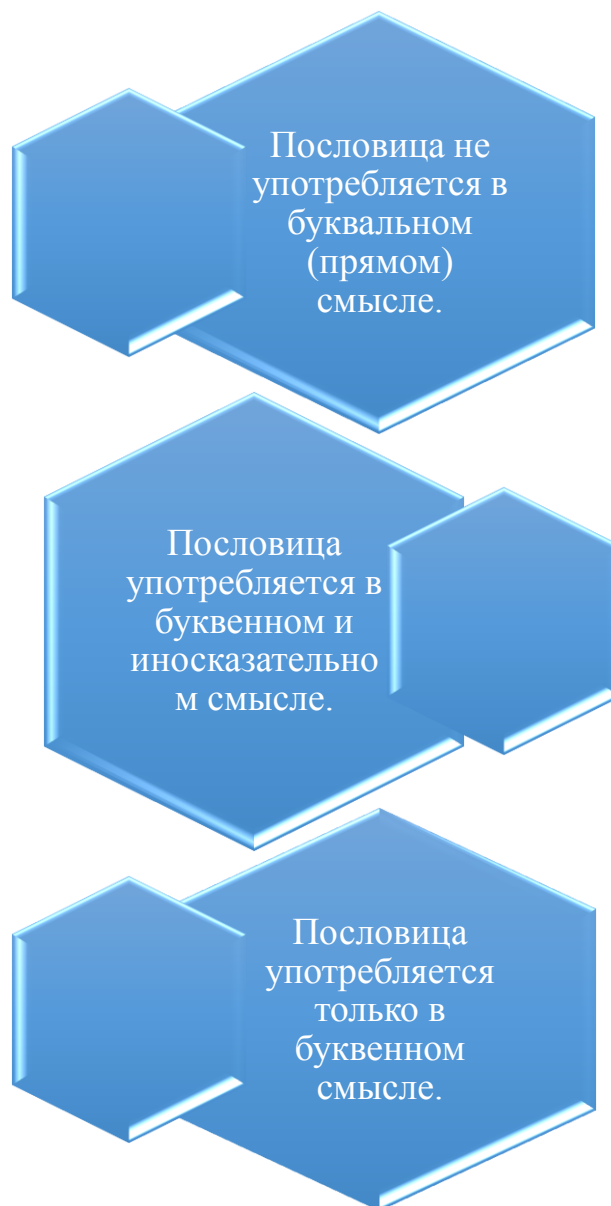 Пословица не
употребляется в
буквальном
(прямом)
смысле.
Пословица
употребляется в
буквенном и
иносказательно
м смысле.
Пословица
употребляется
только в
буквенном
смысле.